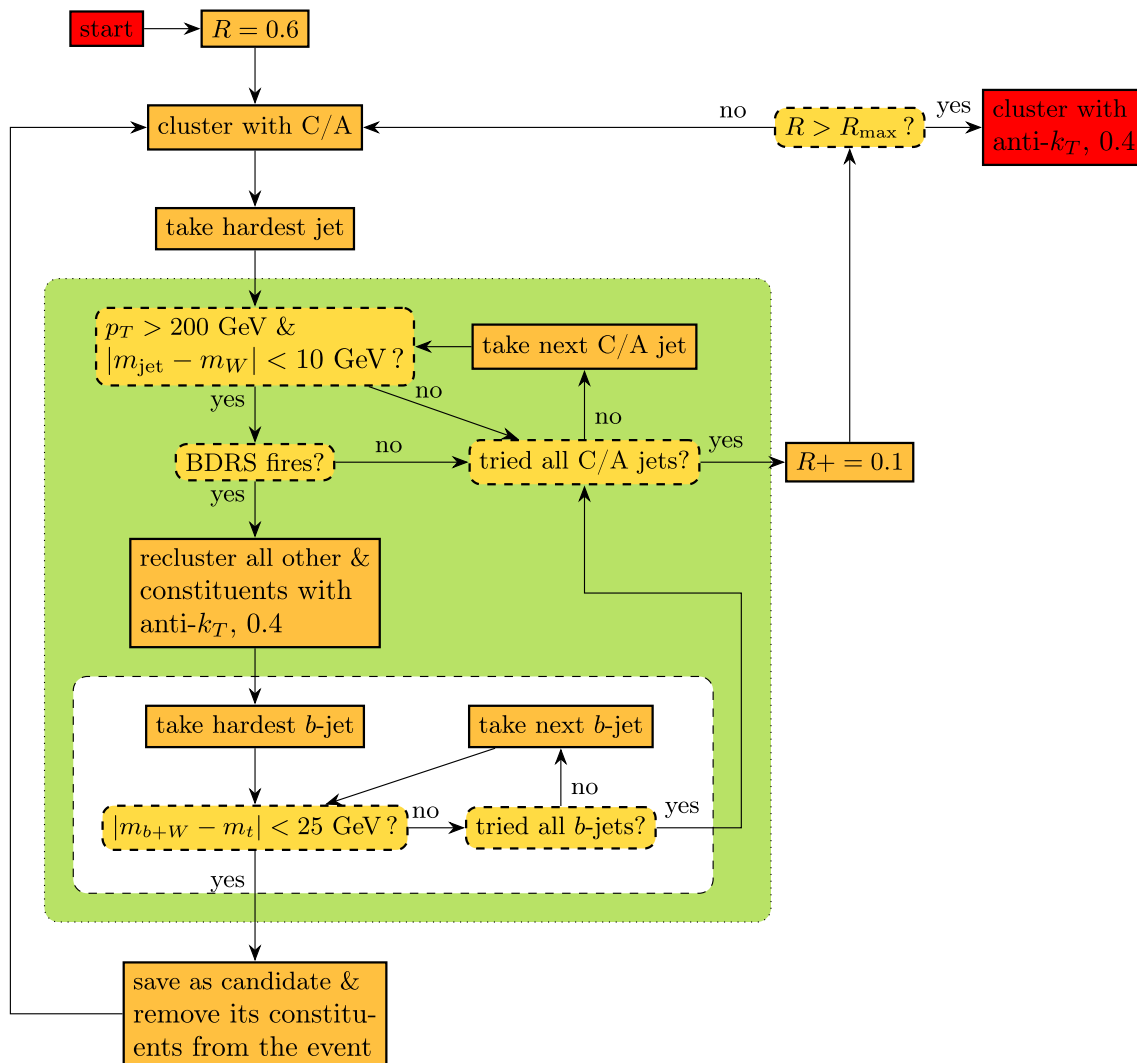 start
R = 0.6
cluster with C/A
no
R > R_max ?
yes
cluster with
anti-k_T, 0.4
take hardest jet
p_T > 200 GeV &
|m_jet − m_W| < 10 GeV ?
take next C/A jet
no
yes
no
BDRS fires?
no
tried all C/A jets?
yes
R+ = 0.1
yes
recluster all other &
constituents with
anti-k_T, 0.4
take hardest b-jet
take next b-jet
no
|m_{b+W} − m_t| < 25 GeV ?
no
tried all b-jets?
yes
yes
save as candidate &
remove its constitu-
ents from the event